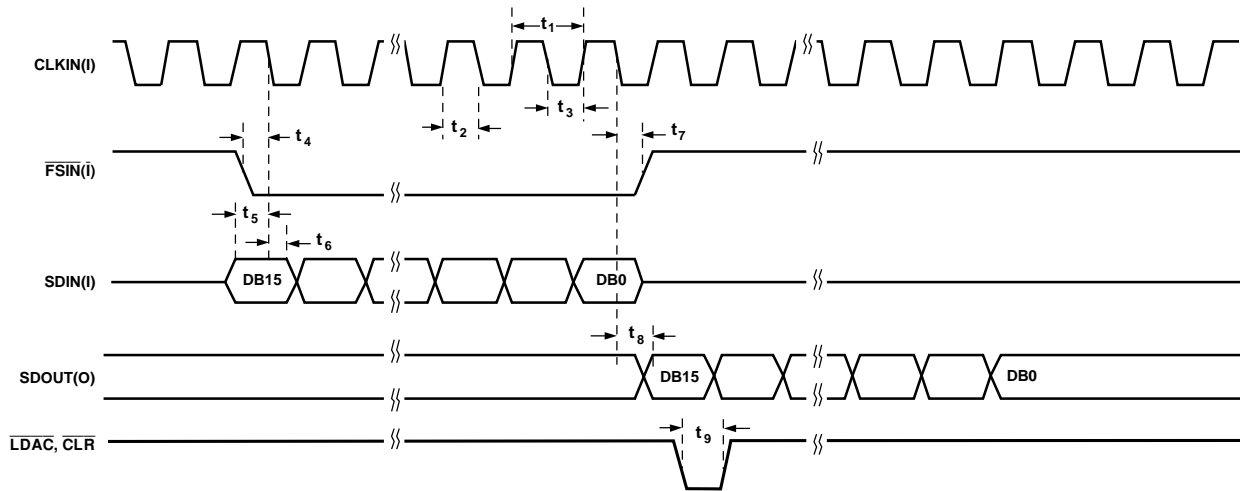 t1
CLKIN(I)
t2
t3
t4
t7
FSIN(I)
t5
t6
SDIN(I)
DB15
DB0
t8
SDOUT(O)
DB15
DB0
t9
LDAC, CLR